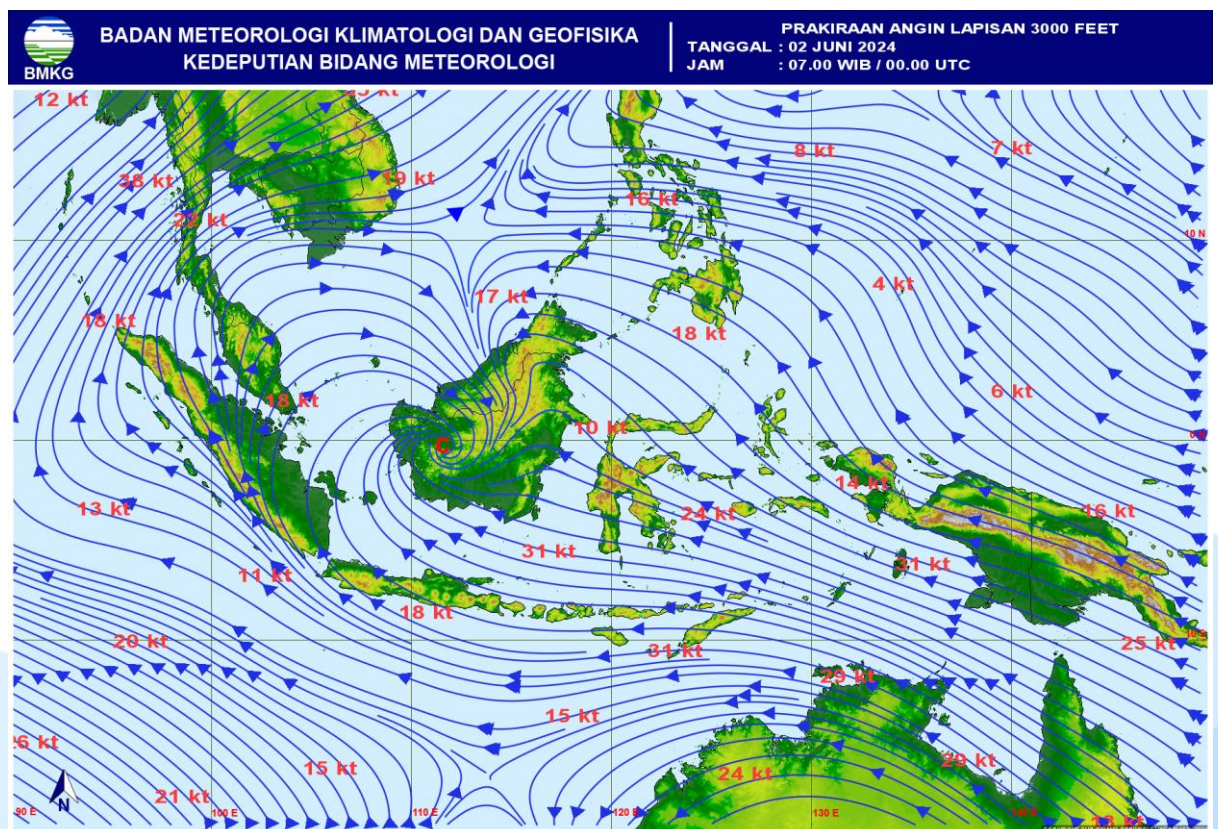 BADAN METEOROLOGI KLIMATOLOGI DAN GEOFISIKA
KEDEPUTIAN BIDANG METEOROLOGI
BMKG
PRAKIRAAN ANGIN LAPISAN 3000 FEET
TANGGAL : 02 JUNI 2024
JAM : 07.00 WIB / 00.00 UTC
12 kt
8 kt
7 kt
38 kt
19 kt
16 kt
22 kt
10 N
4 kt
17 kt
18 kt
18 kt
6 kt
18 kt
10 kt
C
14 kt
13 kt
24 kt
16 kt
31 kt
31 kt
11 kt
18 kt
20 kt
31 kt
25 kt
29 kt
15 kt
15 kt
24 kt
29 kt
21 kt
N
90 E
100 E
110 E
120 E
130 E
13 kt